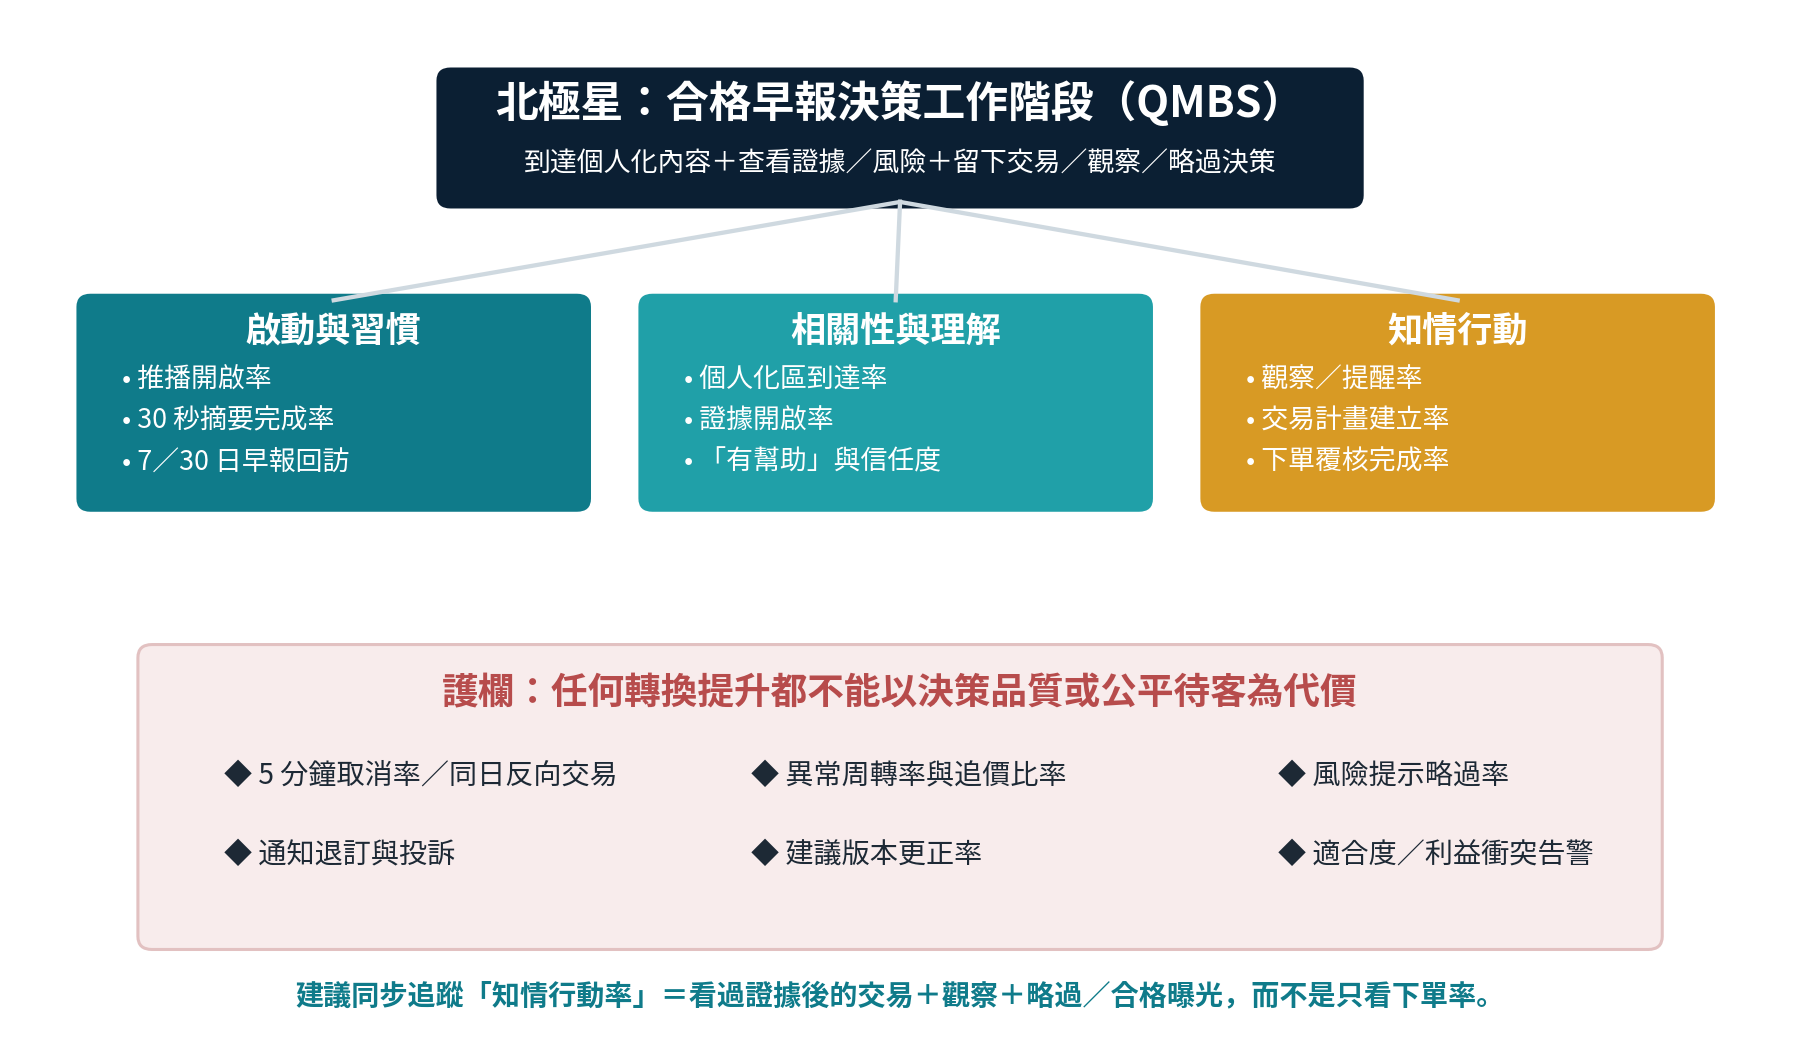 北極星：合格早報決策工作階段（QMBS）
到達個人化內容＋查看證據／風險＋留下交易／觀察／略過決策
啟動與習慣
• 推播開啟率
• 30 秒摘要完成率
• 7／30 日早報回訪
相關性與理解
• 個人化區到達率
• 證據開啟率
• 「有幫助」與信任度
知情行動
• 觀察／提醒率
• 交易計畫建立率
• 下單覆核完成率
護欄：任何轉換提升都不能以決策品質或公平待客為代價
◆ 5 分鐘取消率／同日反向交易
◆ 異常周轉率與追價比率
◆ 風險提示略過率
◆ 通知退訂與投訴
◆ 建議版本更正率
◆ 適合度／利益衝突告警
建議同步追蹤「知情行動率」＝看過證據後的交易＋觀察＋略過／合格曝光，而不是只看下單率。